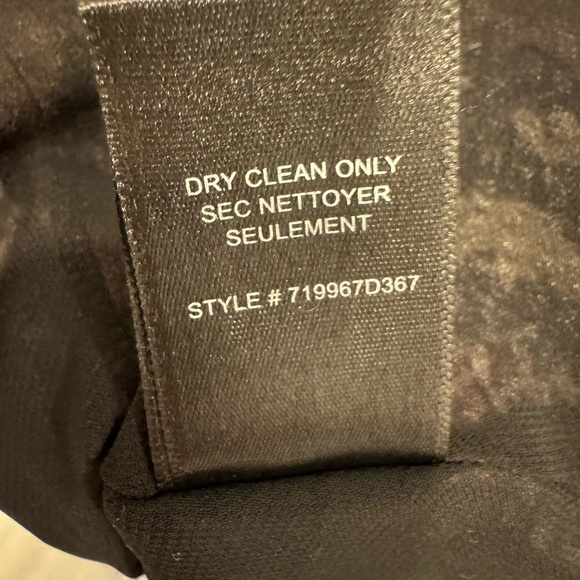 DRY CLEAN ONLY
SEC NETTOYER
SEULEMENT
STYLE # 719967D367